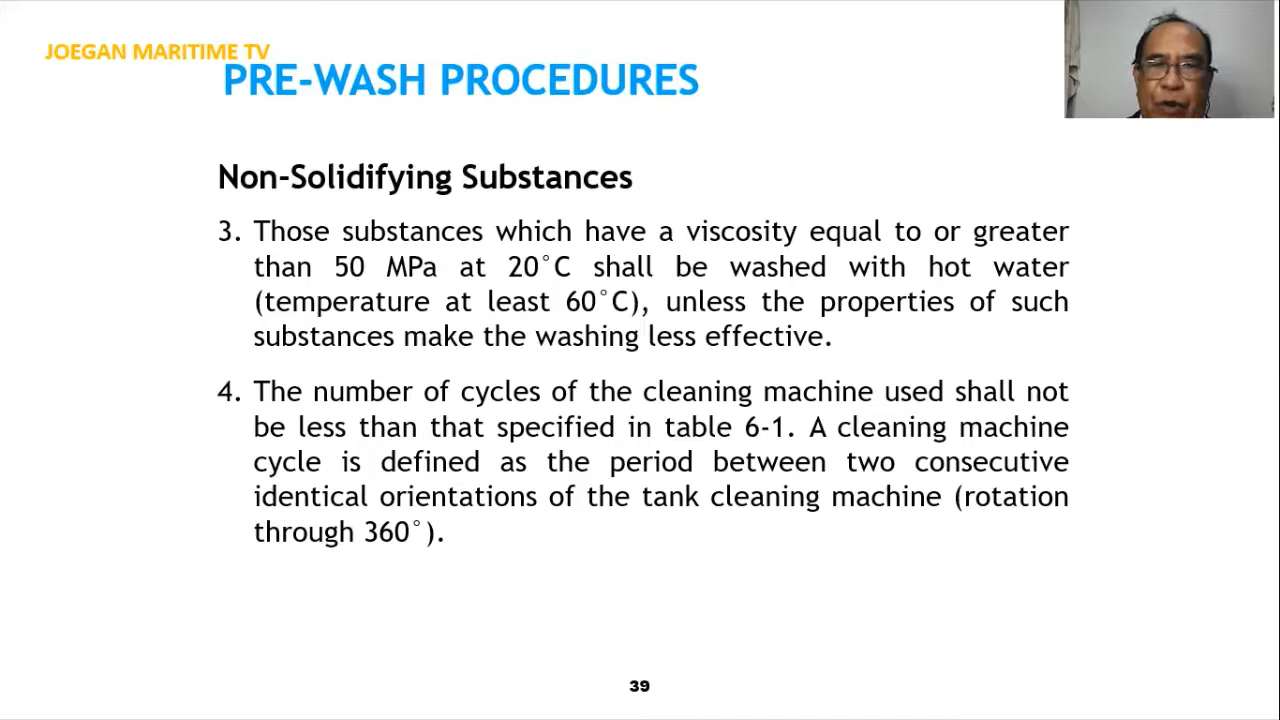 JOEGAN MARITIME TV
PRE-WASH PROCEDURES
Non-Solidifying Substances
3. Those substances which have a viscosity equal to or greater
than 50 MPa at 20°C shall be washed with hot water
(temperature at least 60°C), unless the properties of such
substances make the washing less effective.
4. The number of cycles of the cleaning machine used shall not
be less than that specified in table 6-1. A cleaning machine
cycle is defined as the period between two consecutive
identical orientations of the tank cleaning machine (rotation
through 360°).
39